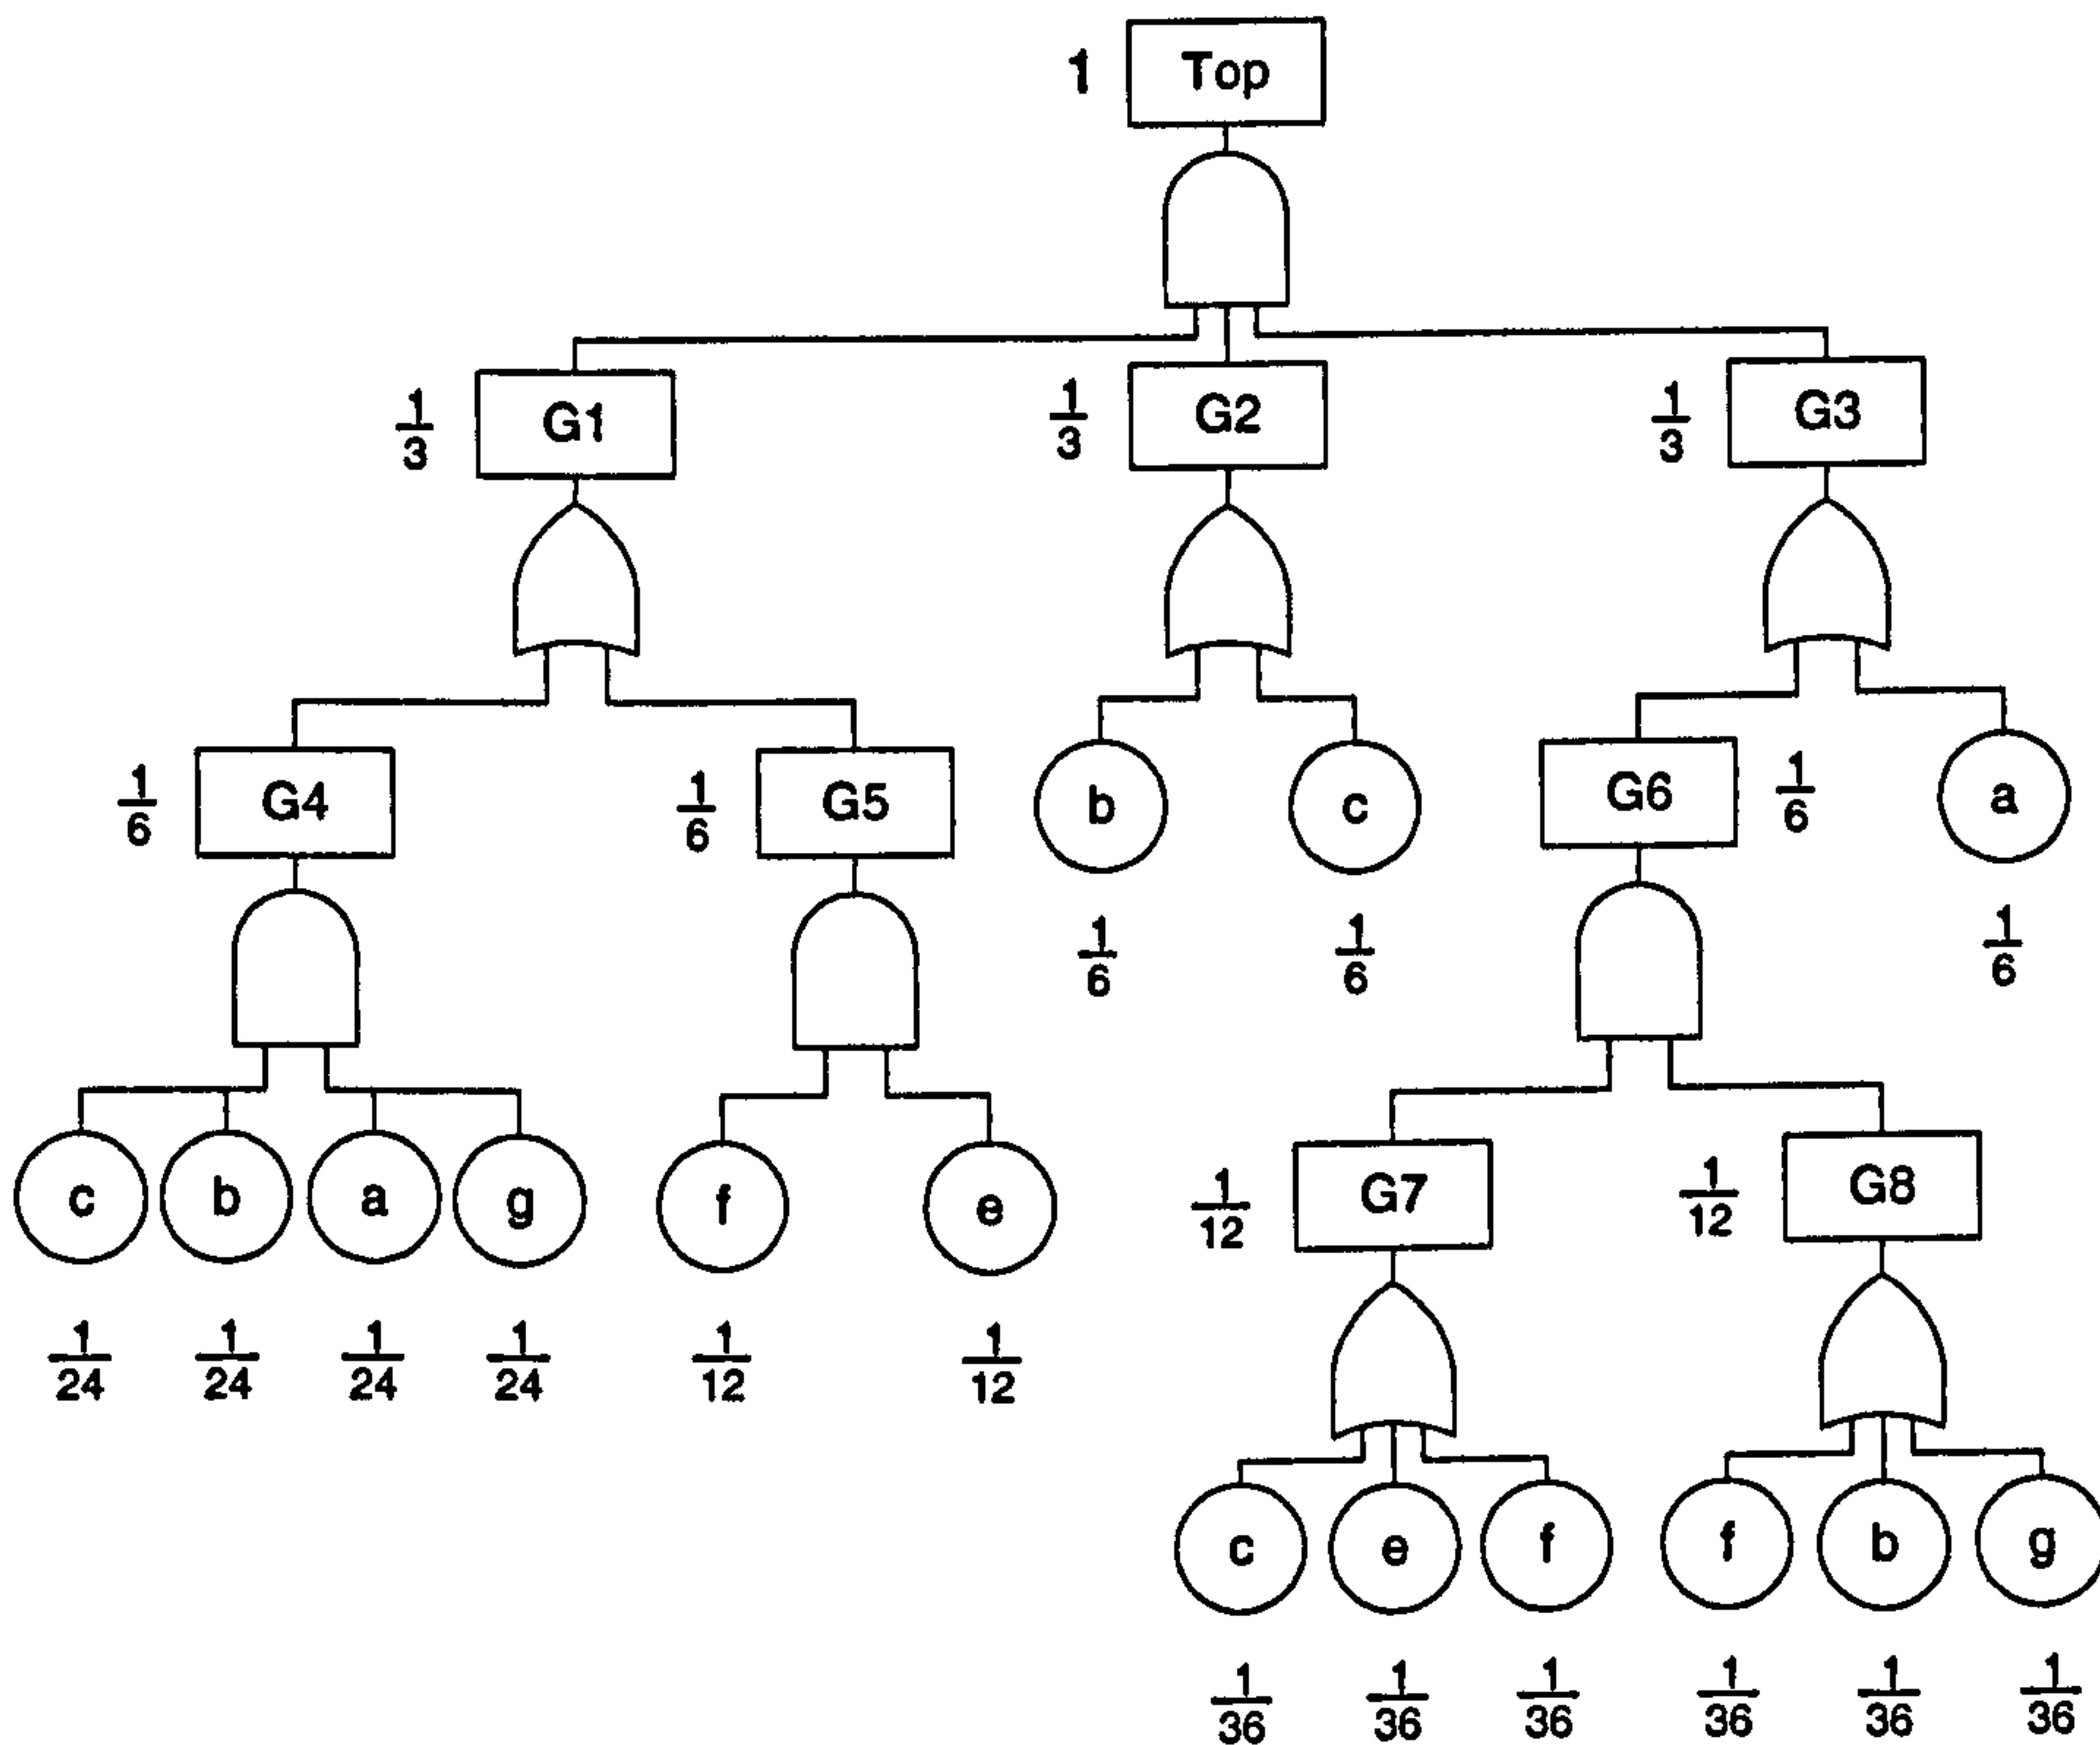 1 Top
1/3 G1 1/3 G2 1/3 G3
1/6 G4 1/6 G5 b c G6 1/6 a
1/6 1/6 1/6
c b a g f e 1/12 G7 1/12 G8
1/24 1/24 1/24 1/24 1/12 1/12
c e f f b g
1/36 1/36 1/36 1/36 1/36 1/36